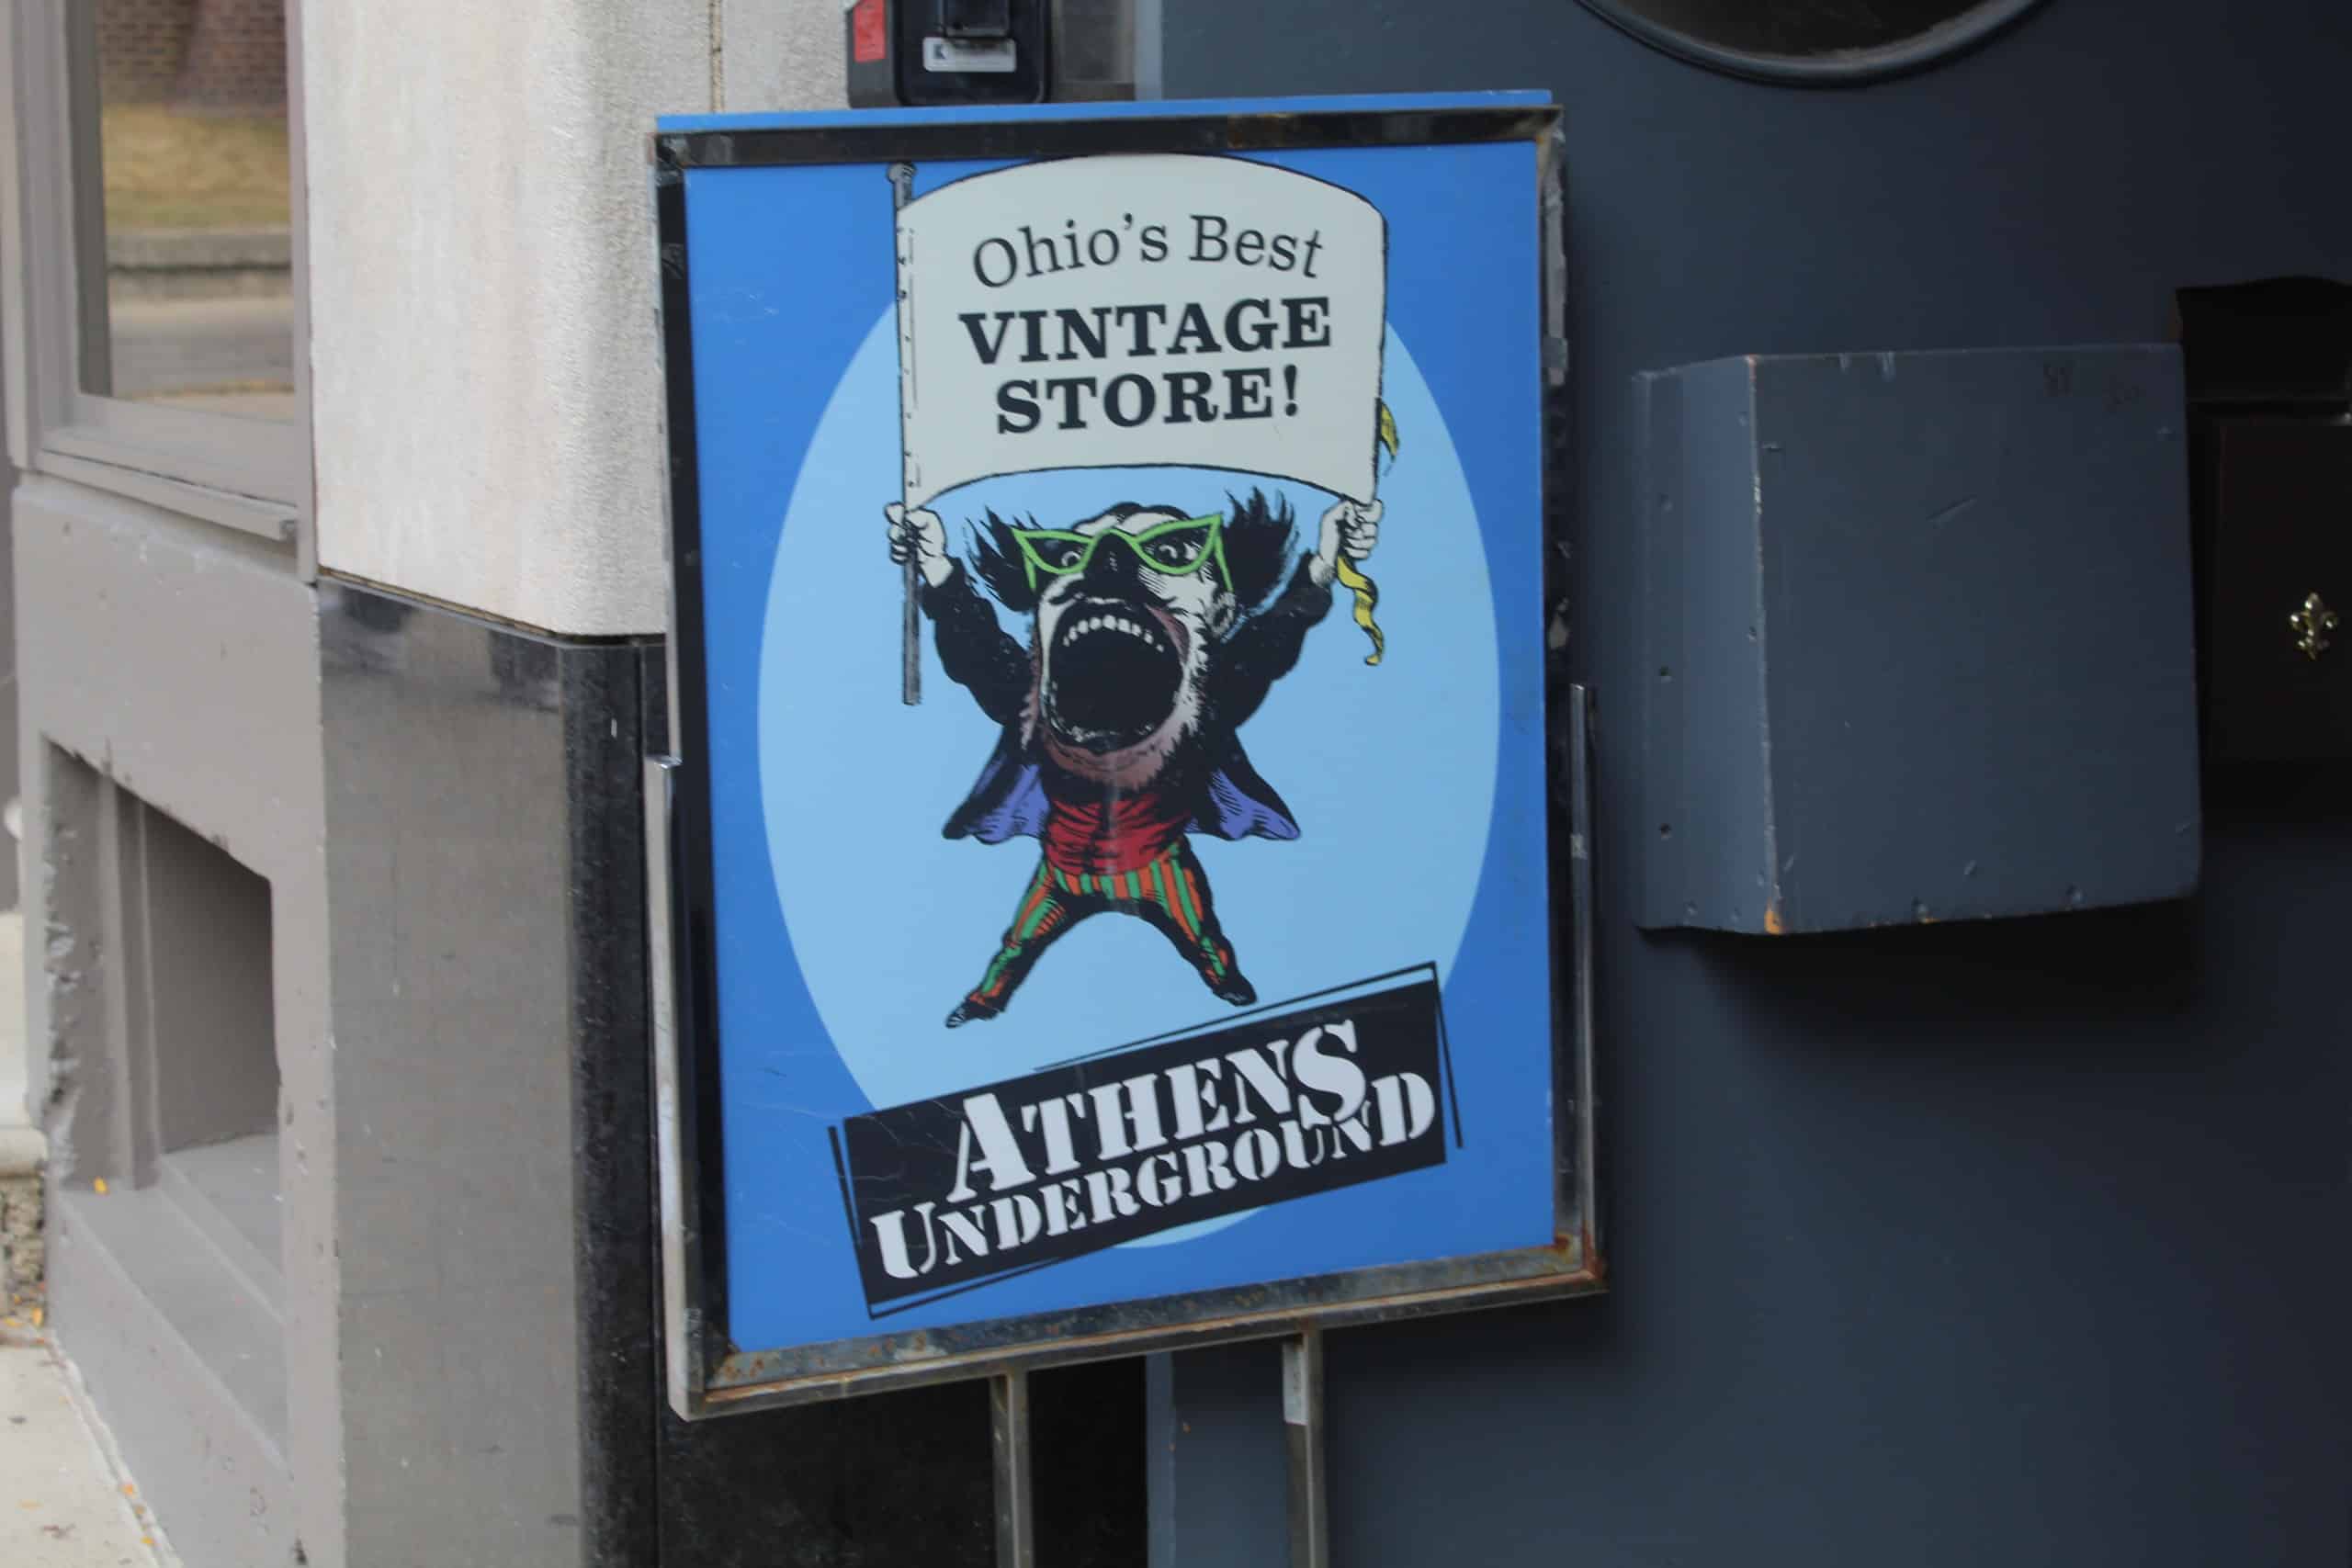 Ohio's Best
VINTAGE
STORE!
ATHENS
UNDERGROUND